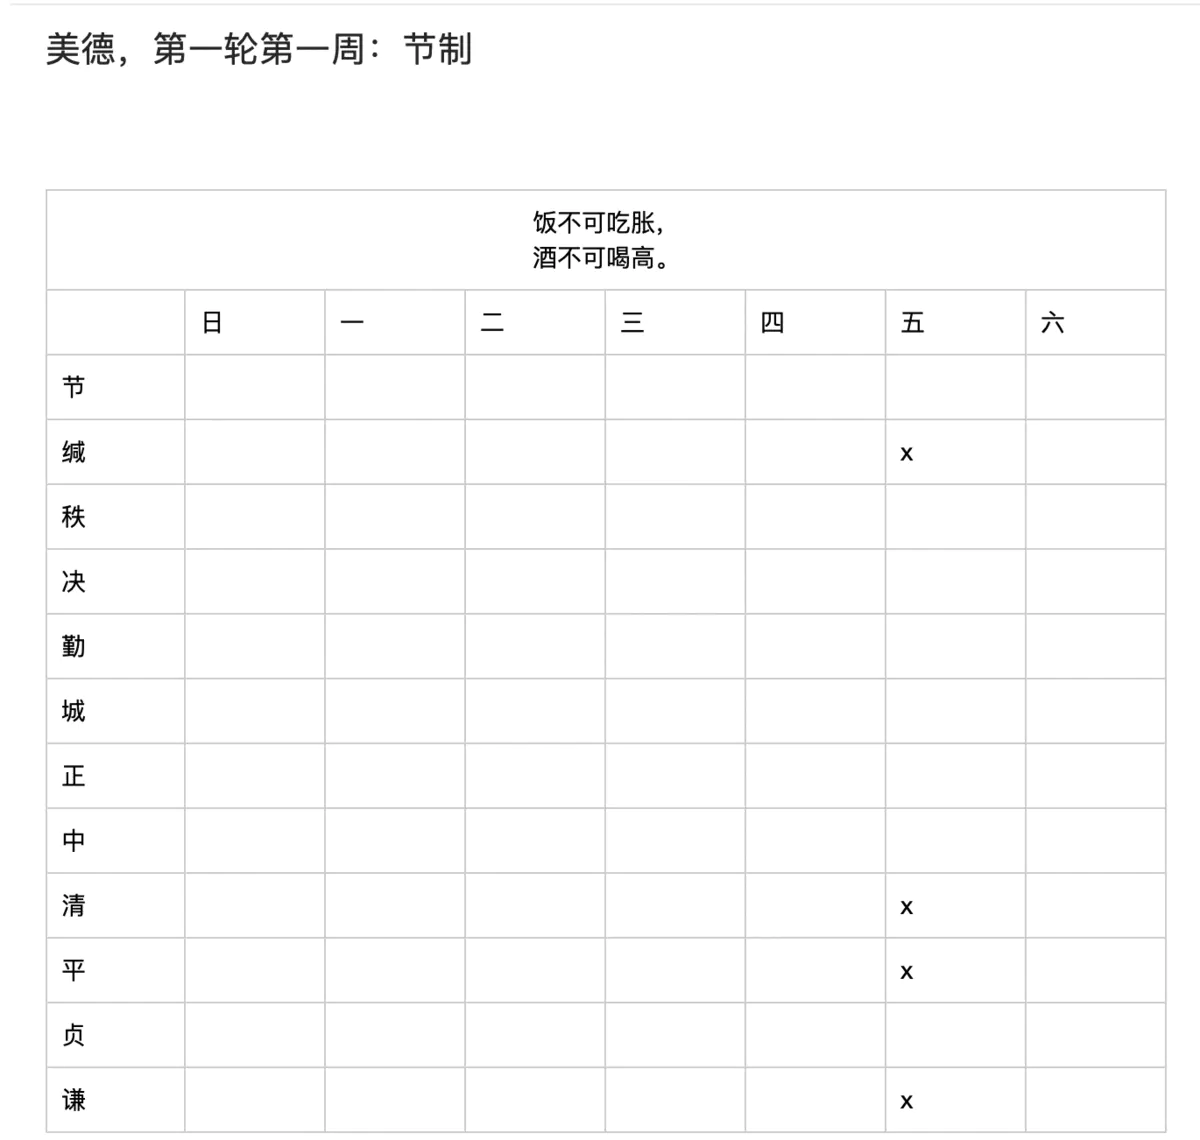 美德，第一轮第一周：节制
饭不可吃胀，
酒不可喝高。
日 一 二 三 四 五 六
节
缄 x
秩
决
勤
城
正
中
清 x
平 x
贞
谦 x